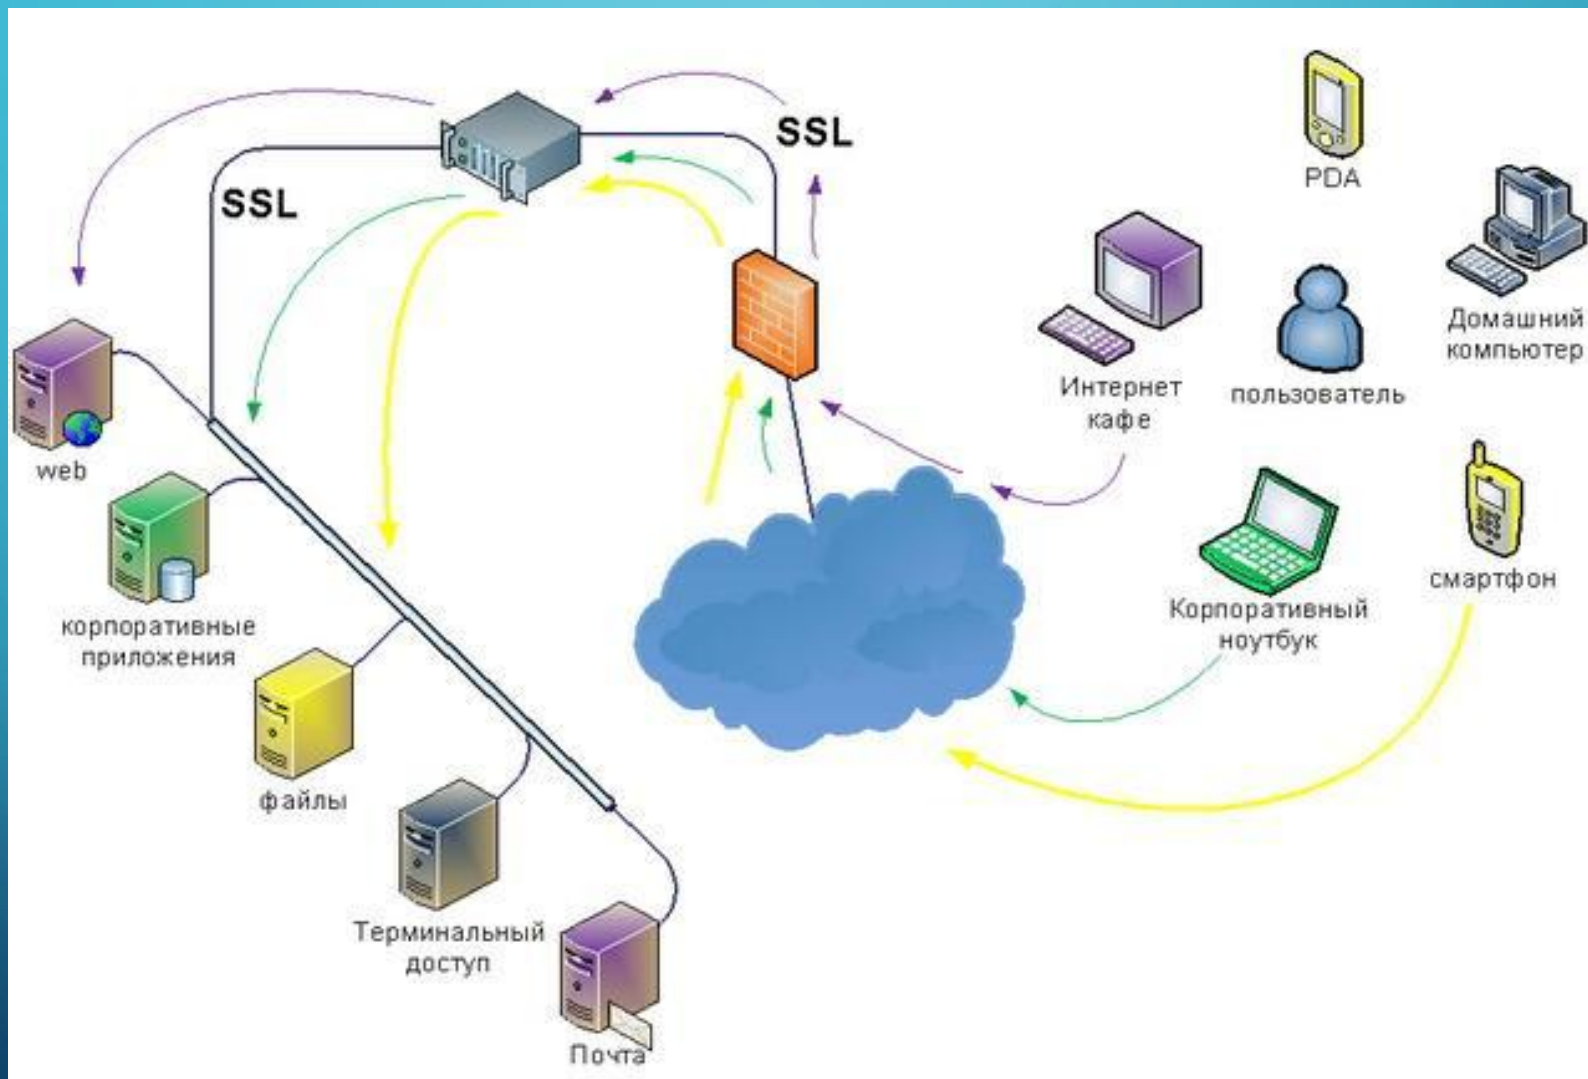 SSL
SSL
PDA
Домашний
компьютер
Интернет
кафе
пользователь
web
Корпоративный
ноутбук
смартфон
корпоративные
приложения
файлы
Терминальный
доступ
Почта